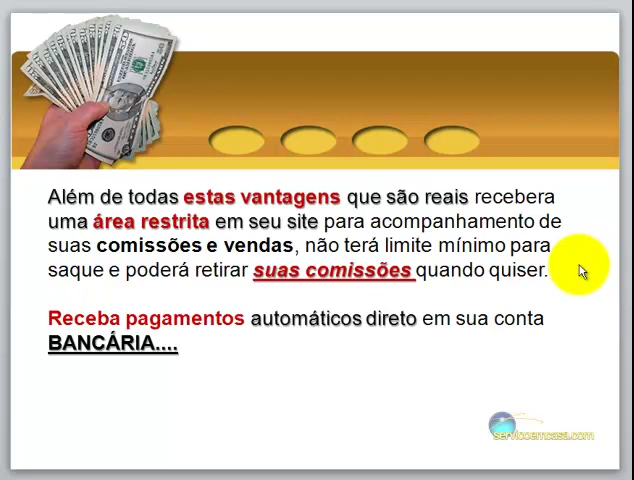 Além de todas estas vantagens que são reais recebera
uma área restrita em seu site para acompanhamento de
suas comissões e vendas, não terá limite mínimo para
saque e poderá retirar suas comissões quando quiser.
Receba pagamentos automáticos direto em sua conta
BANCÁRIA....
servicoemcasa.com